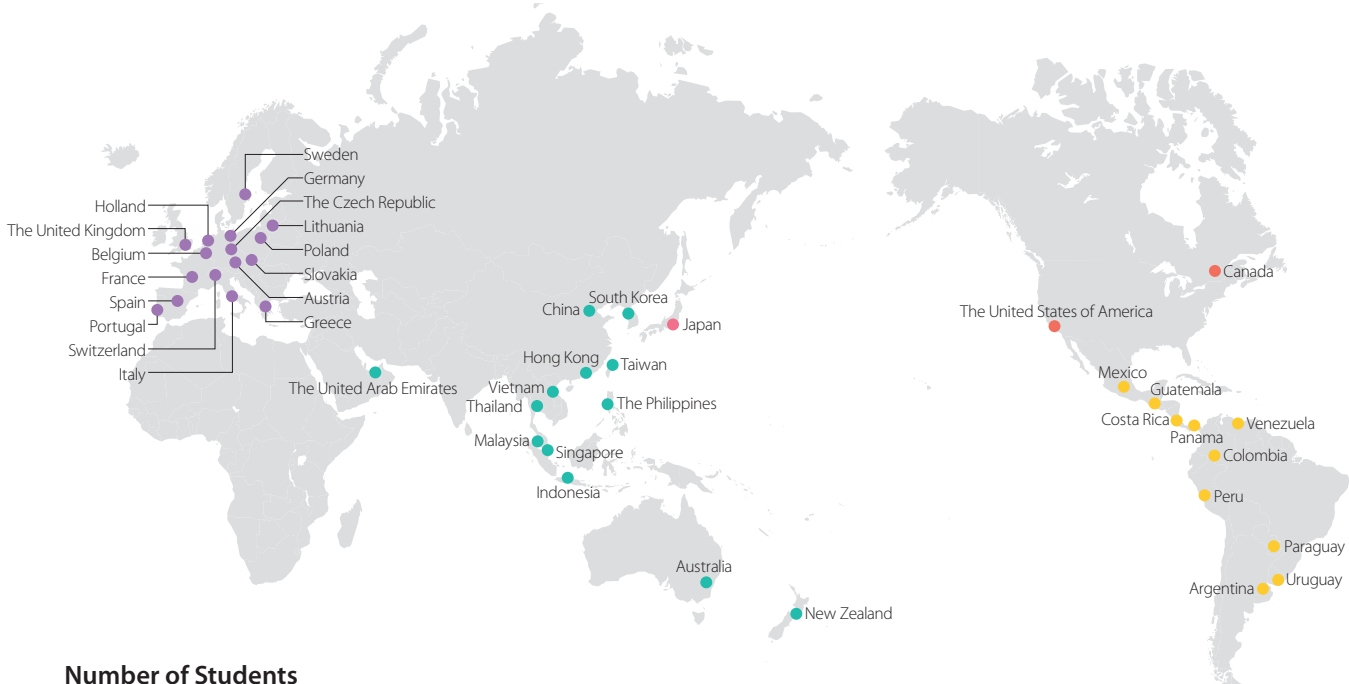 Sweden
Germany
The Czech Republic
Lithuania
Poland
Slovakia
Austria
Greece
Holland
The United Kingdom
Belgium
France
Spain
Portugal
Switzerland
Italy
The United Arab Emirates
China
South Korea
Japan
Hong Kong
Taiwan
Vietnam
Thailand
The Philippines
Malaysia
Singapore
Indonesia
Australia
New Zealand
Canada
The United States of America
Mexico
Guatemala
Costa Rica
Panama
Venezuela
Colombia
Peru
Paraguay
Uruguay
Argentina
Number of Students